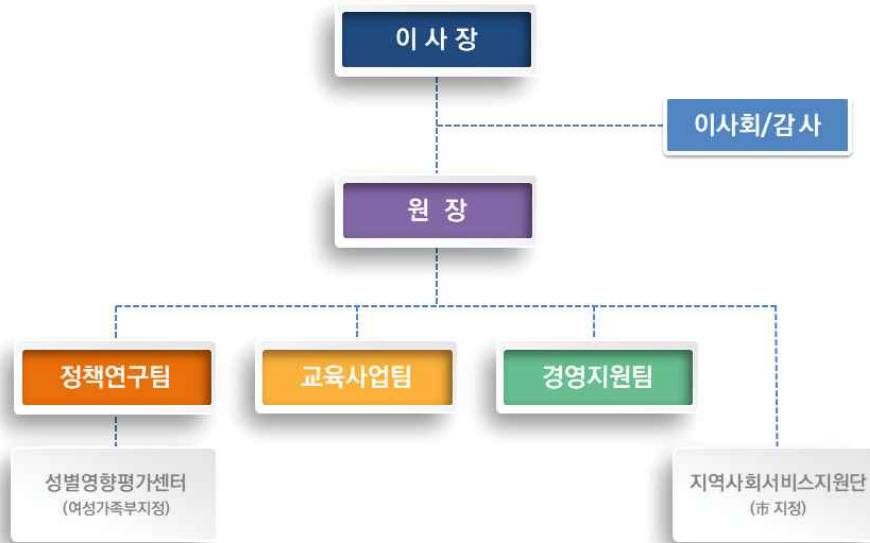 이 사 장
이사회/감 사
원 장
정책연구팀
교육사업팀
경영지원팀
성별영향평가센터
(여성가족부지정)
지역사회서비스지원단
(市 지정)